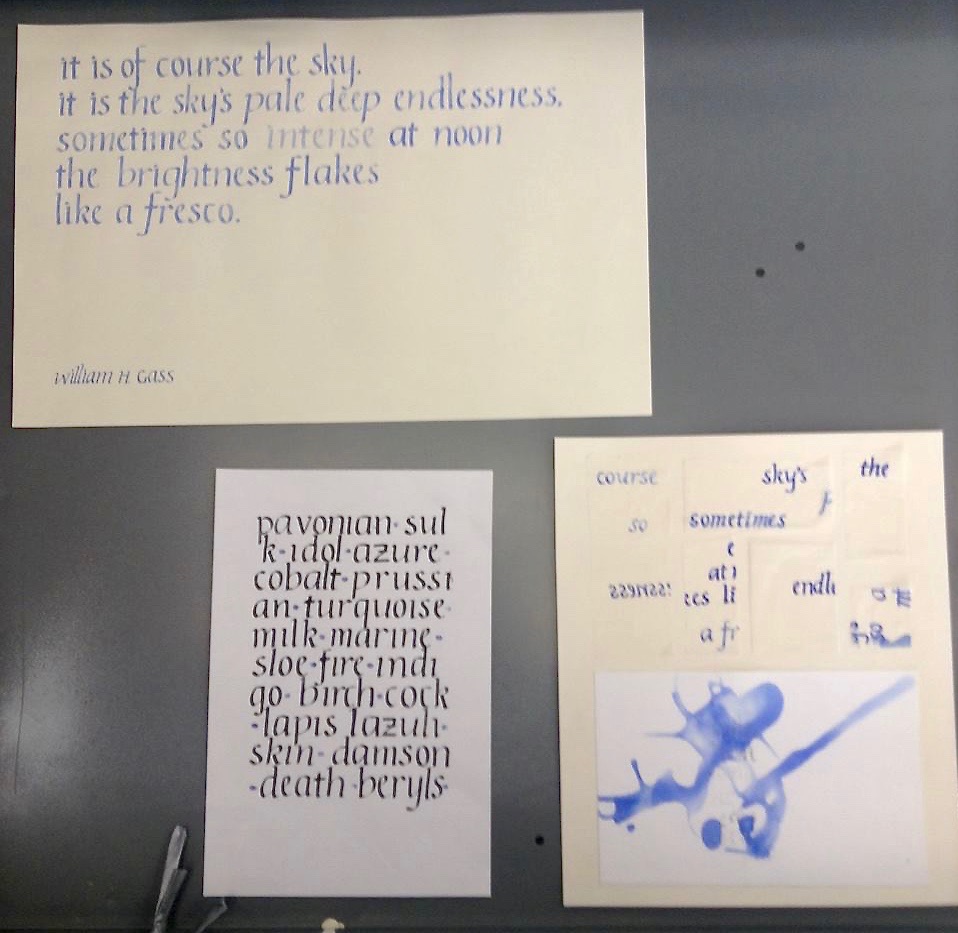 it is of course the sky.
it is the sky's pale deep endlessness.
sometimes so intense at noon
the brightness flakes
like a fresco.
William H Gass
pavonian·sul
k·idol·azure·
cobalt·prussi
an·turquoise·
milk·marine·
sloe·fire·indi
go·birch·cock
·lapis lazuli·
skin·damson
·death·beryls·
course sky's the
f
so sometimes
e
at
endl
li
a fr